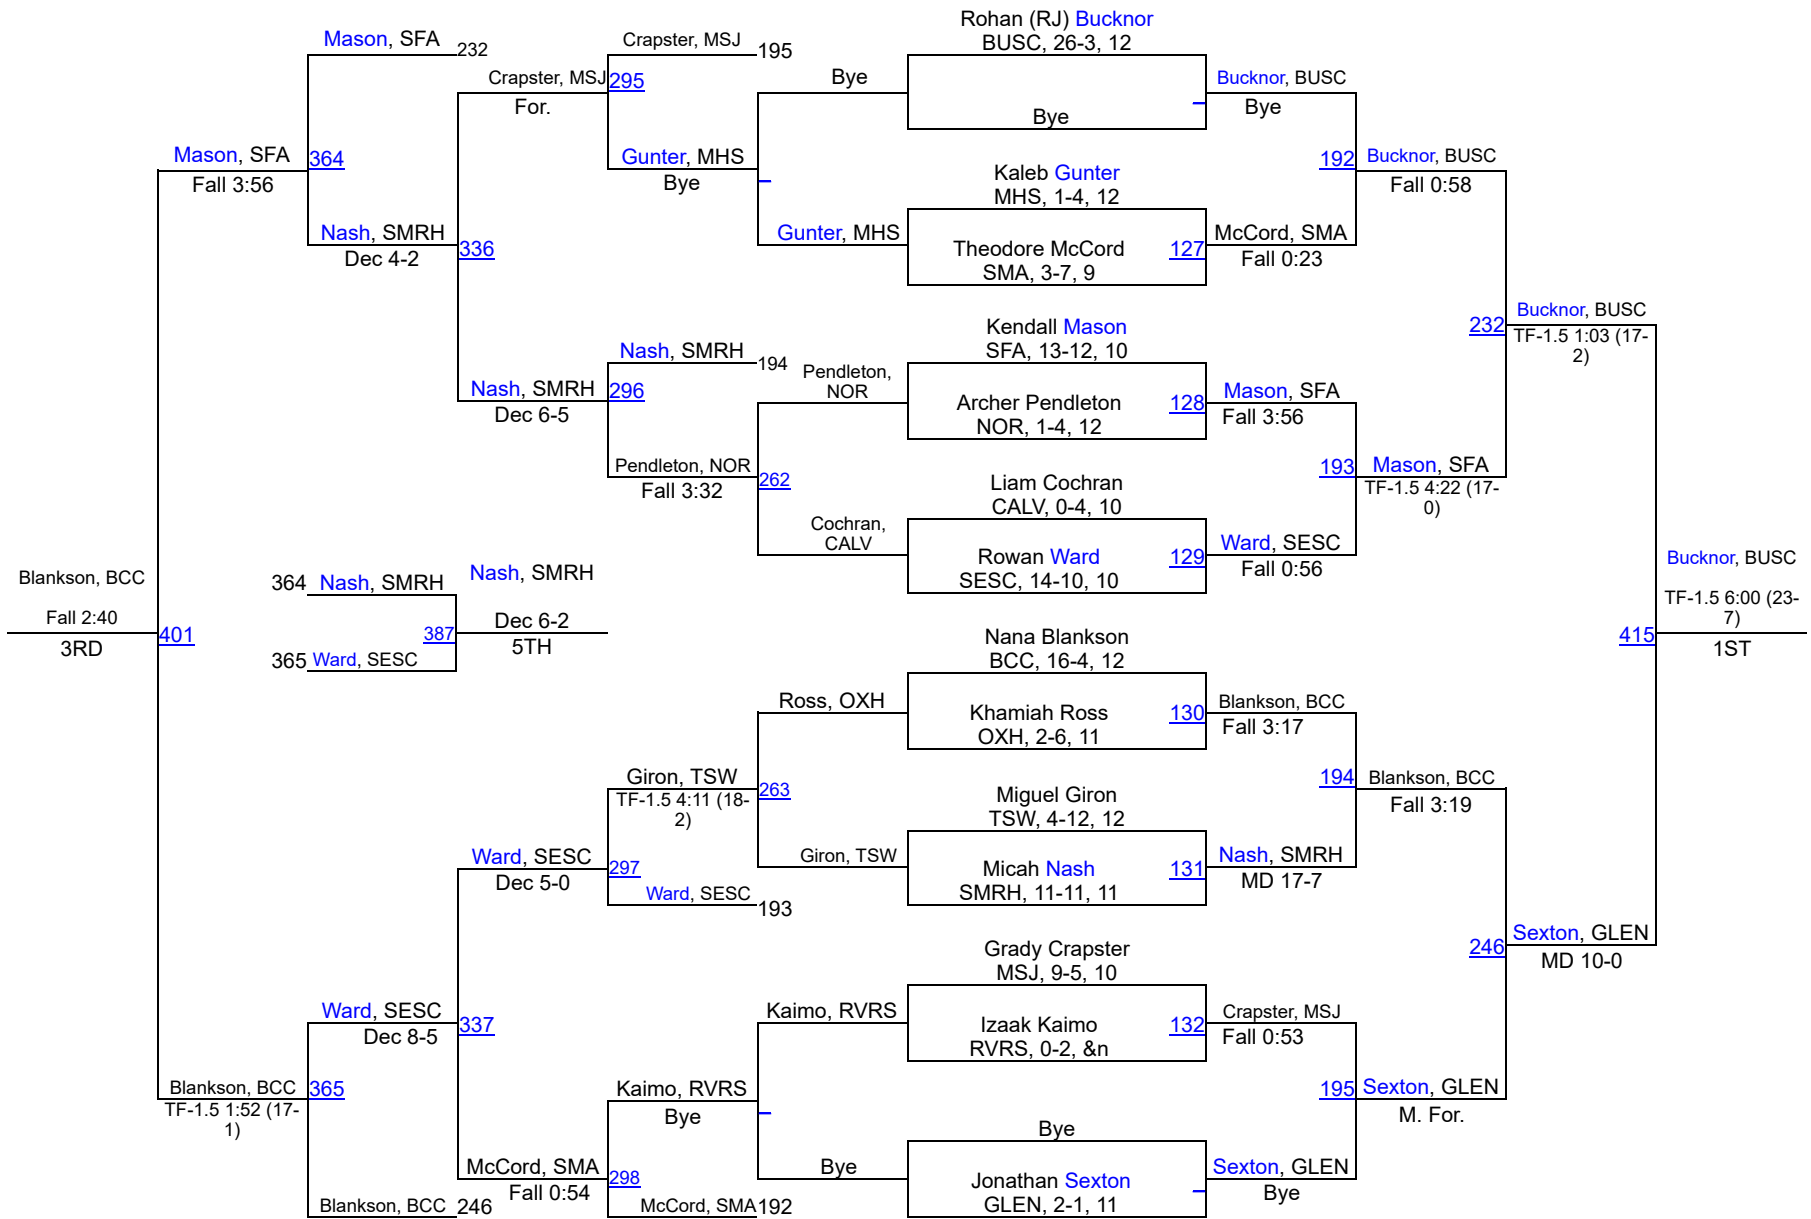 Rohan (RJ) Bucknor
BUSC, 26-3, 12
Mason, SFA
232
Crapster, MSJ
195
Crapster, MSJ
295
Bye
Bucknor, BUSC
For.
Bye
Bye
Mason, SFA
364
Gunter, MHS
192
Bucknor, BUSC
Fall 3:56
Bye
Kaleb Gunter
MHS, 1-4, 12
Fall 0:58
Nash, SMRH
336
Gunter, MHS
Theodore McCord
SMA, 3-7, 9
127
McCord, SMA
Dec 4-2
Fall 0:23
Kendall Mason
SFA, 13-12, 10
232
Bucknor, BUSC
TF-1.5 1:03 (17-
2)
Nash, SMRH
194
Pendleton,
NOR
Nash, SMRH
296
Archer Pendleton
NOR, 1-4, 12
128
Mason, SFA
Dec 6-5
Fall 3:56
Pendleton, NOR
262
193
Mason, SFA
Fall 3:32
Liam Cochran
CALV, 0-4, 10
TF-1.5 4:22 (17-
0)
Cochran,
CALV
Rowan Ward
SESC, 14-10, 10
129
Ward, SESC
Fall 0:56
Blankson, BCC
364
Nash, SMRH
Nash, SMRH
Bucknor, BUSC
Fall 2:40
401
387
Dec 6-2
415
TF-1.5 6:00 (23-
7)
3RD
365
Ward, SESC
5TH
1ST
Nana Blankson
BCC, 16-4, 12
Ross, OXH
Khamiah Ross
OXH, 2-6, 11
130
Blankson, BCC
Fall 3:17
Giron, TSW
263
194
Blankson, BCC
TF-1.5 4:11 (18-
2)
Miguel Giron
TSW, 4-12, 12
Fall 3:19
Ward, SESC
297
Giron, TSW
Micah Nash
SMRH, 11-11, 11
131
Nash, SMRH
Dec 5-0
MD 17-7
Ward, SESC
193
Grady Crapster
MSJ, 9-5, 10
246
Sexton, GLEN
MD 10-0
Ward, SESC
337
Kaimo, RVRS
Izaak Kaimo
RVRS, 0-2, &n
132
Crapster, MSJ
Dec 8-5
Fall 0:53
Blankson, BCC
365
Kaimo, RVRS
195
Sexton, GLEN
TF-1.5 1:52 (17-
1)
Bye
M. For.
Bye
McCord, SMA
298
Bye
Jonathan Sexton
GLEN, 2-1, 11
Sexton, GLEN
Fall 0:54
Bye
Blankson, BCC
246
McCord, SMA
192